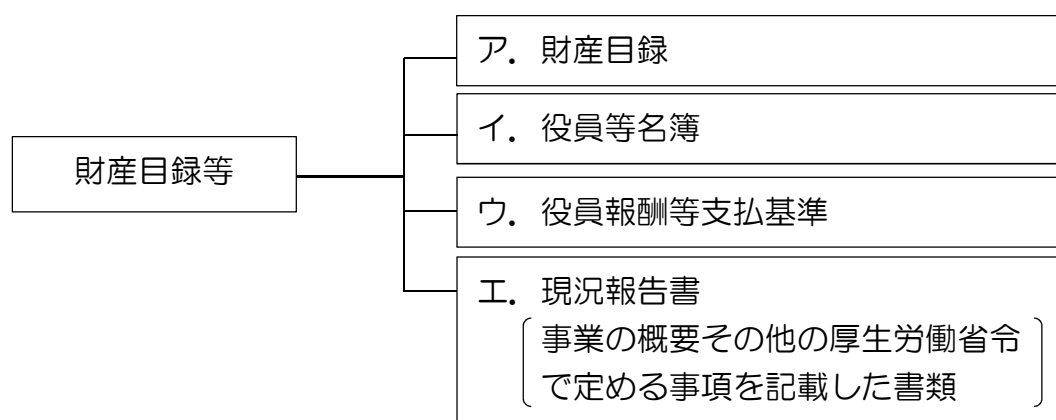 財産目録等
ア．財産目録
イ．役員等名簿
ウ．役員報酬等支払基準
エ．現況報告書
事業の概要その他の厚生労働省令
で定める事項を記載した書類